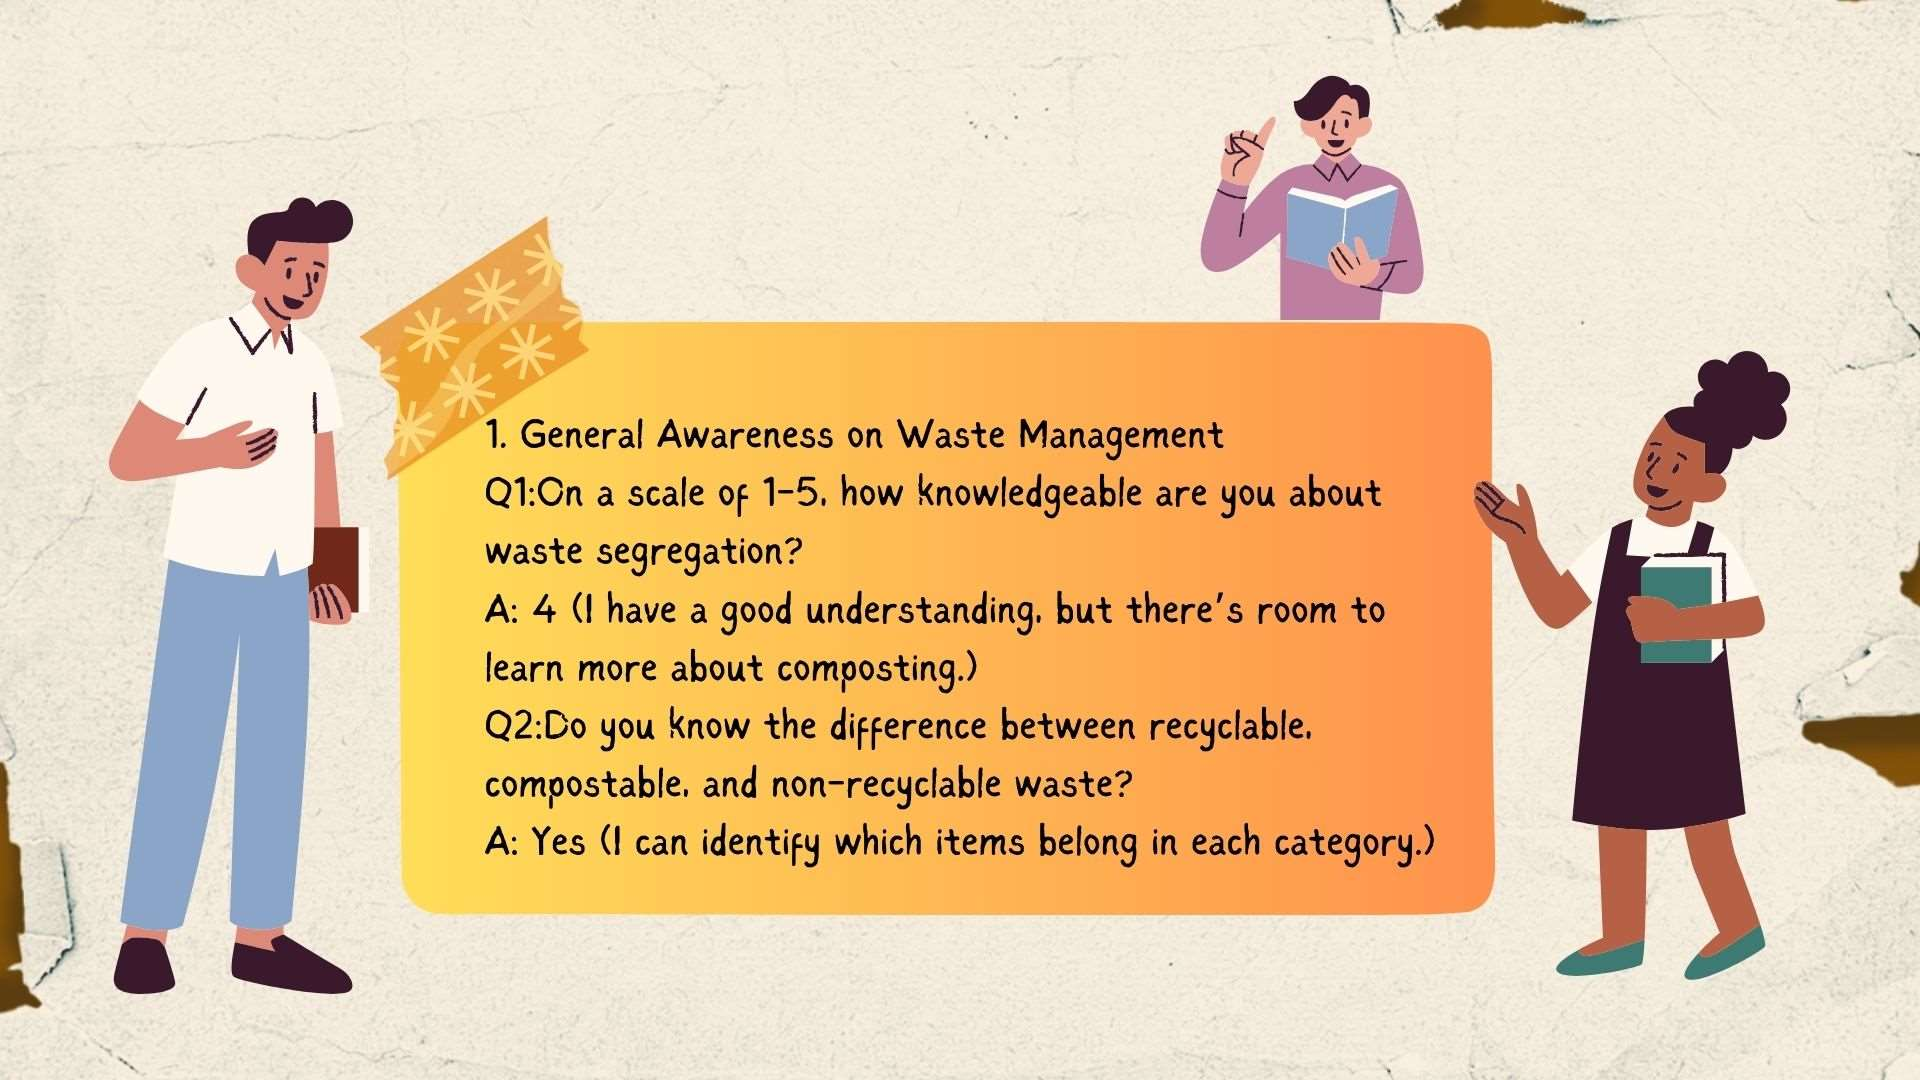 1. General Awareness on Waste Management
Q1:On a scale of 1-5, how knowledgeable are you about
waste segregation?
A: 4 (I have a good understanding, but there's room to
learn more about composting.)
Q2:Do you know the difference between recyclable,
compostable, and non-recyclable waste?
A: Yes (I can identify which items belong in each category.)